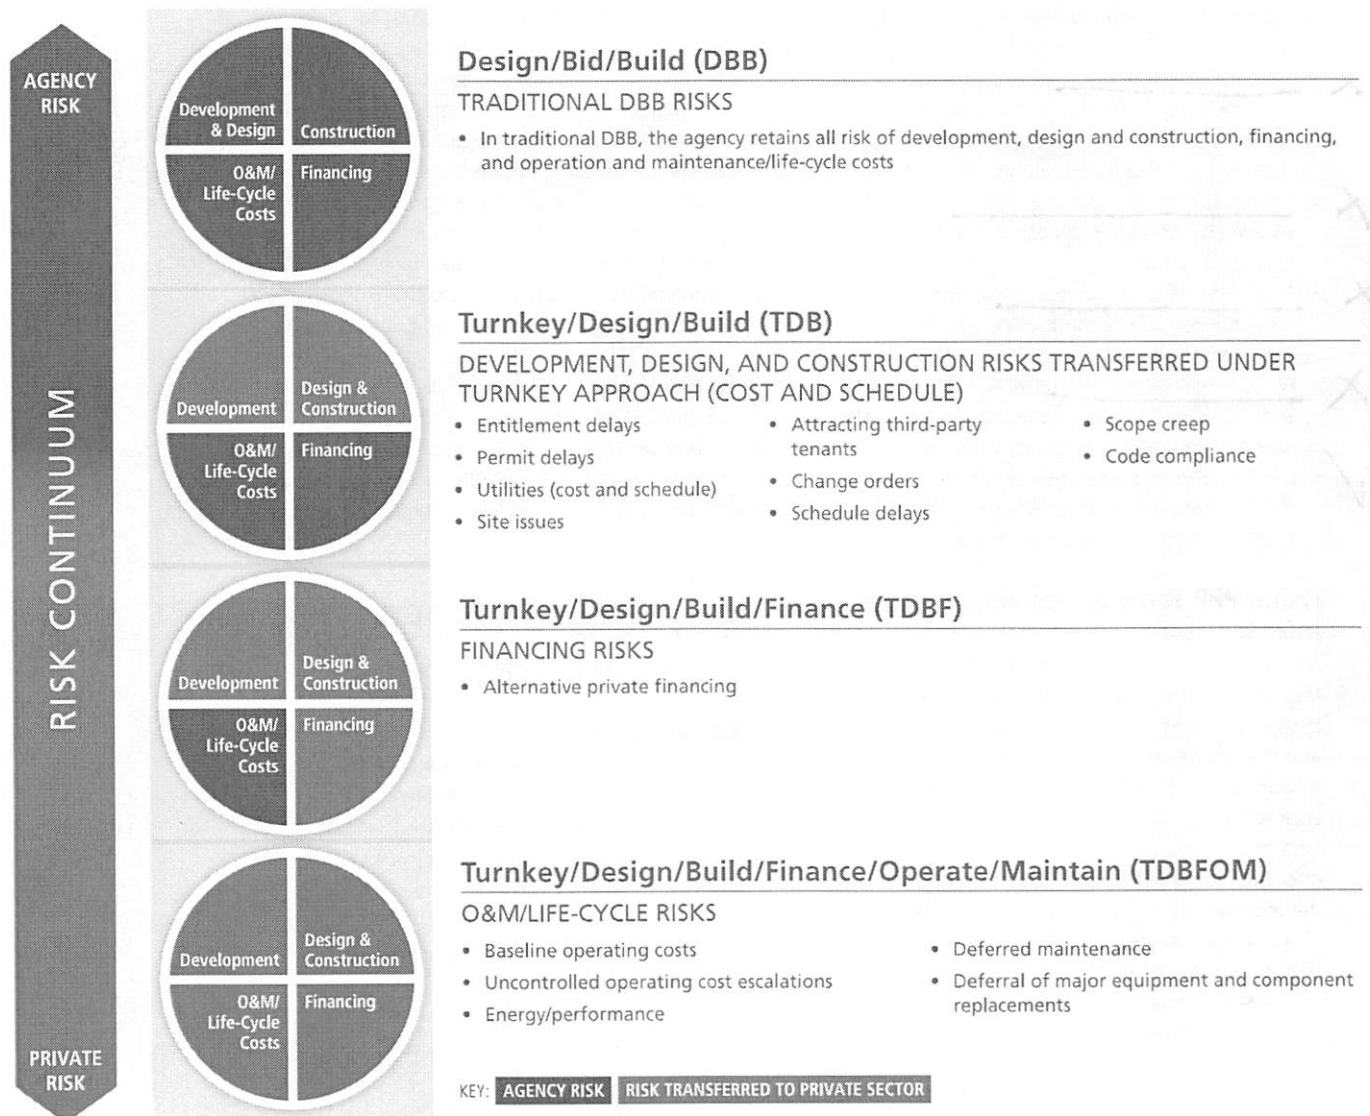 AGENCY
RISK
RISK CONTINUUM
PRIVATE
RISK
Development
& Design
Construction
O&M/
Life-Cycle
Costs
Financing
Design/Bid/Build (DBB)
TRADITIONAL DBB RISKS
• In traditional DBB, the agency retains all risk of development, design and construction, financing,
and operation and maintenance/life-cycle costs
Development
Design &
Construction
O&M/
Life-Cycle
Costs
Financing
Turnkey/Design/Build (TDB)
DEVELOPMENT, DESIGN, AND CONSTRUCTION RISKS TRANSFERRED UNDER
TURNKEY APPROACH (COST AND SCHEDULE)
• Entitlement delays
• Permit delays
• Utilities (cost and schedule)
• Site issues
• Attracting third-party
tenants
• Change orders
• Schedule delays
• Scope creep
• Code compliance
Development
Design &
Construction
O&M/
Life-Cycle
Costs
Financing
Turnkey/Design/Build/Finance (TDBF)
FINANCING RISKS
• Alternative private financing
Development
Design &
Construction
O&M/
Life-Cycle
Costs
Financing
Turnkey/Design/Build/Finance/Operate/Maintain (TDBFOM)
O&M/LIFE-CYCLE RISKS
• Baseline operating costs
• Uncontrolled operating cost escalations
• Energy/performance
• Deferred maintenance
• Deferral of major equipment and component
replacements
KEY: AGENCY RISK RISK TRANSFERRED TO PRIVATE SECTOR